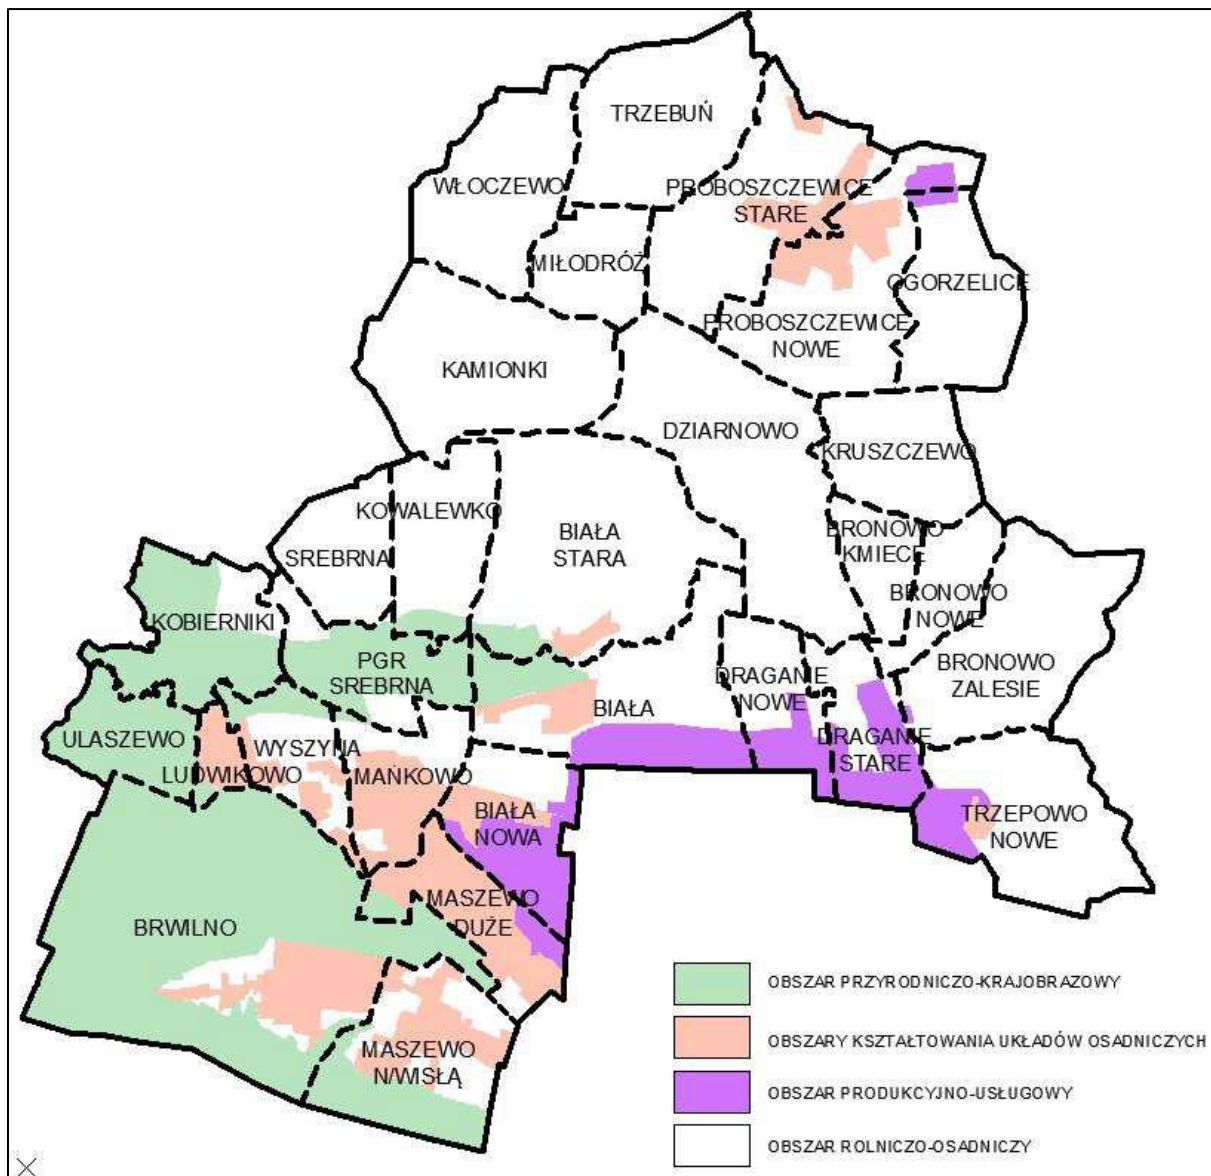 TRZEBUŃ
WŁOCZEWO
PROBOSZCZEWICE
STARE
MIŁODRÓŻ
OGORZELICE
PROBOSZCZEWICE
NOWE
KAMIONKI
DZIARNOWO
KRUSZCZEWO
KOWALEWKO
BIAŁA
STARA
SREBRNA
BRONOWO
KMIECE
BRONOWO
NOWE
KOBIERNIKI
PGR
SREBRNA
DRAGANIE
NOWE
BRONOWO
ZALESIE
BIAŁA
ULASZEWO
LUDWIKOWO
WYSZYNA
MAŃKOWO
DRAGANIE
STARE
BIAŁA
NOWA
TRZEPOWO
NOWE
MASZEWO
DUŻE
BRWILNO
MASZEWO
N/WISŁĄ
OBSZAR PRZYRODNICZO-KRAJOBRAZOWY
OBSZARY KSZTAŁTOWANIA UKŁADÓW OSADNICZYCH
OBSZAR PRODUKCYJNO-USŁUGOWY
OBSZAR ROLNICZO-OSADNICZY